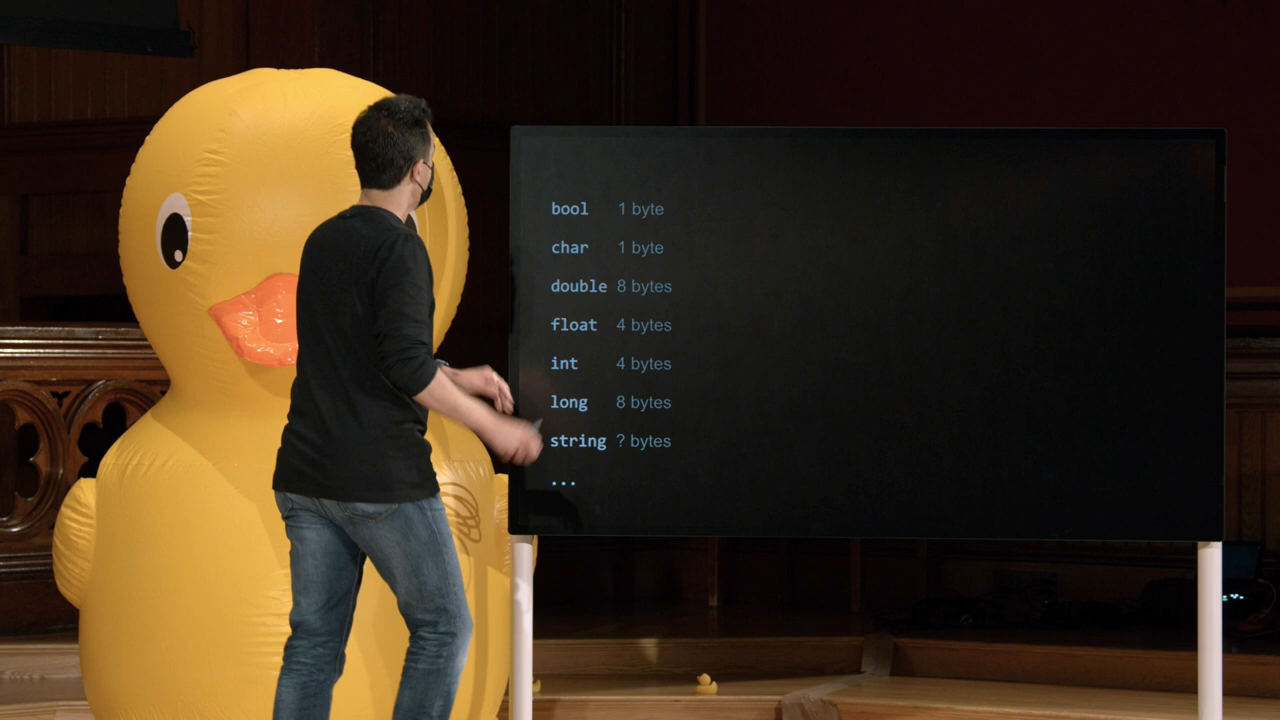 bool 1 byte
char 1 byte
double 8 bytes
float 4 bytes
int 4 bytes
long 8 bytes
string ? bytes
...